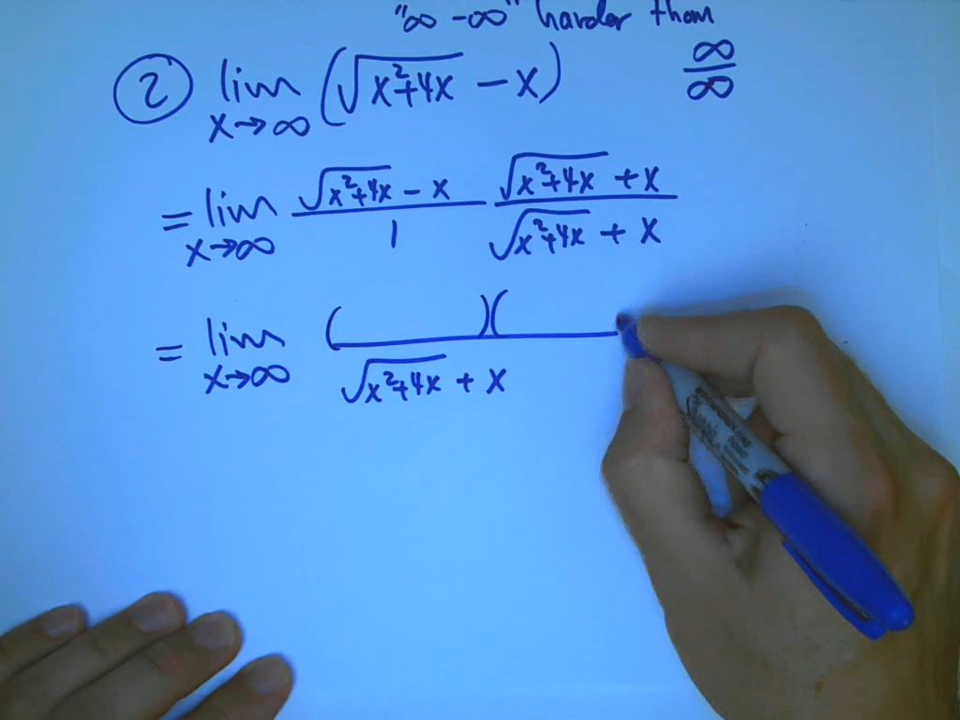 "∞ -∞" harder than
∞/∞
② lim x→∞ (√(x²+4x) - x)
= lim x→∞ (√(x²+4x) - x)/1 (√(x²+4x) + x)/(√(x²+4x) + x)
= lim x→∞ ( )( / (√(x²+4x) + x)